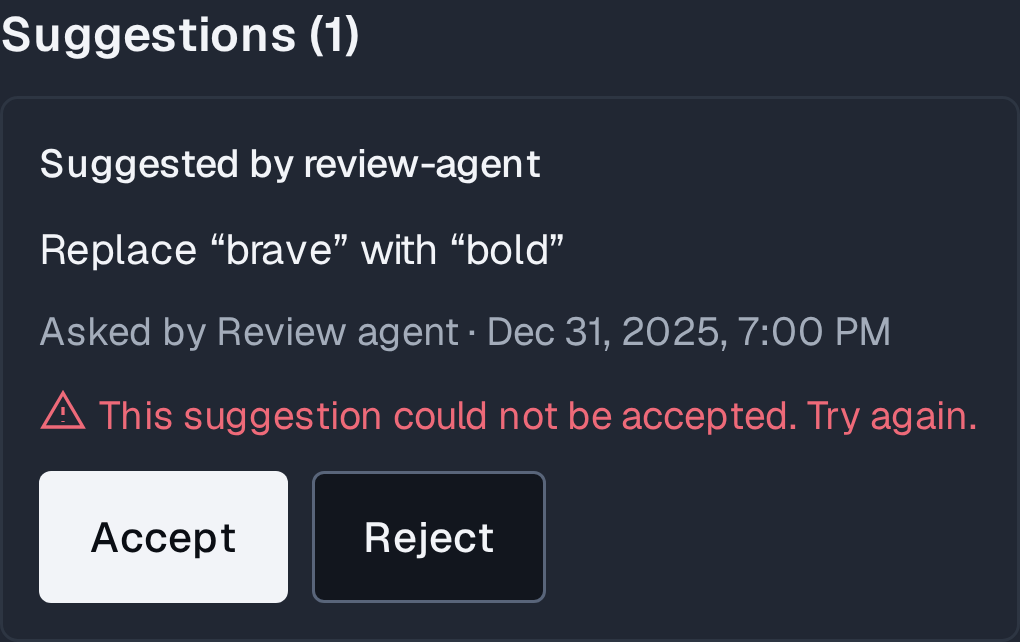 Suggestions (1)
Suggested by review-agent
Replace “brave” with “bold”
Asked by Review agent · Dec 31, 2025, 7:00 PM
This suggestion could not be accepted. Try again.
Accept
Reject